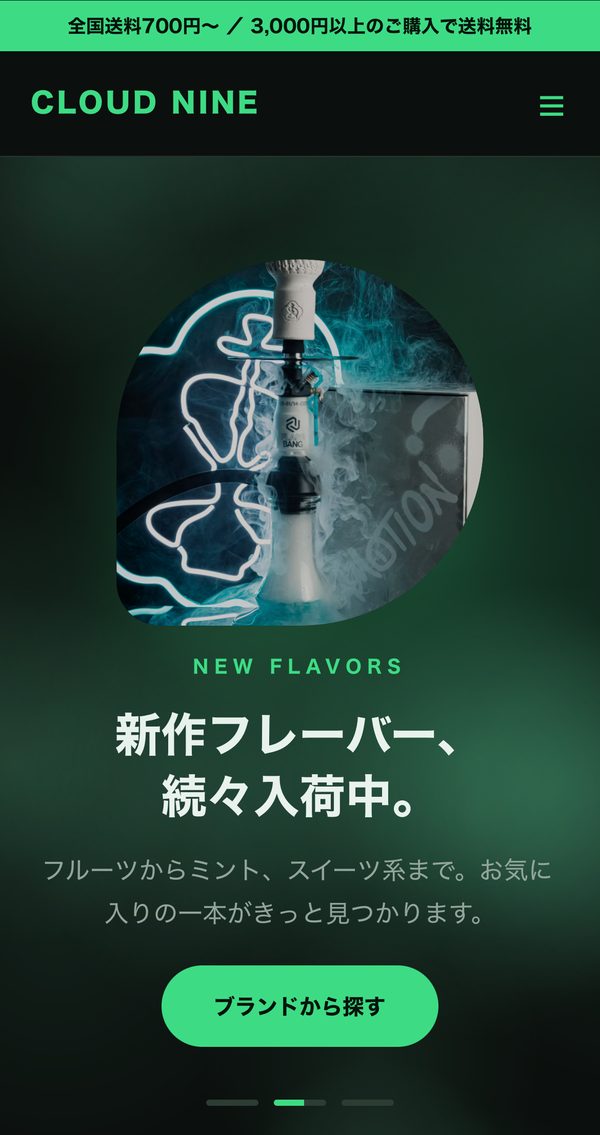 全国送料700円〜 ／ 3,000円以上のご購入で送料無料
CLOUD NINE
BANG
EMOTION
NEW FLAVORS
新作フレーバー、
続々入荷中。
フルーツからミント、スイーツ系まで。お気に
入りの一本がきっと見つかります。
ブランドから探す